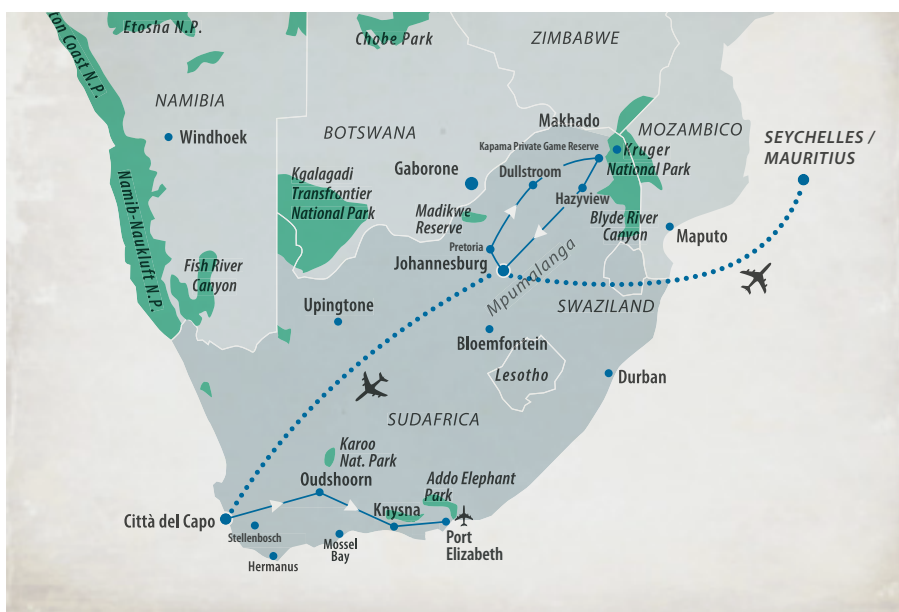 Etosha N.P.
Chobe Park
ZIMBABWE
ton Coast N.P.
NAMIBIA
Windhoek
BOTSWANA
Makhado
MOZAMBICO
SEYCHELLES /
MAURITIUS
Kapama Private Game Reserve
Kruger
National Park
Gaborone
Dullstroom
Kgalagadi
Transfrontier
National Park
Hazyview
Madikwe
Reserve
Blyde River
Canyon
Maputo
Namib-Naukluft N.P.
Pretoria
Johannesburg
Mpumalanga
Fish River
Canyon
SWAZILAND
Upingtone
Bloemfontein
Lesotho
Durban
SUDAFRICA
Karoo
Nat. Park
Oudshoorn
Addo Elephant
Park
Knysna
Città del Capo
Stellenbosch
Mossel
Bay
Port
Elizabeth
Hermanus